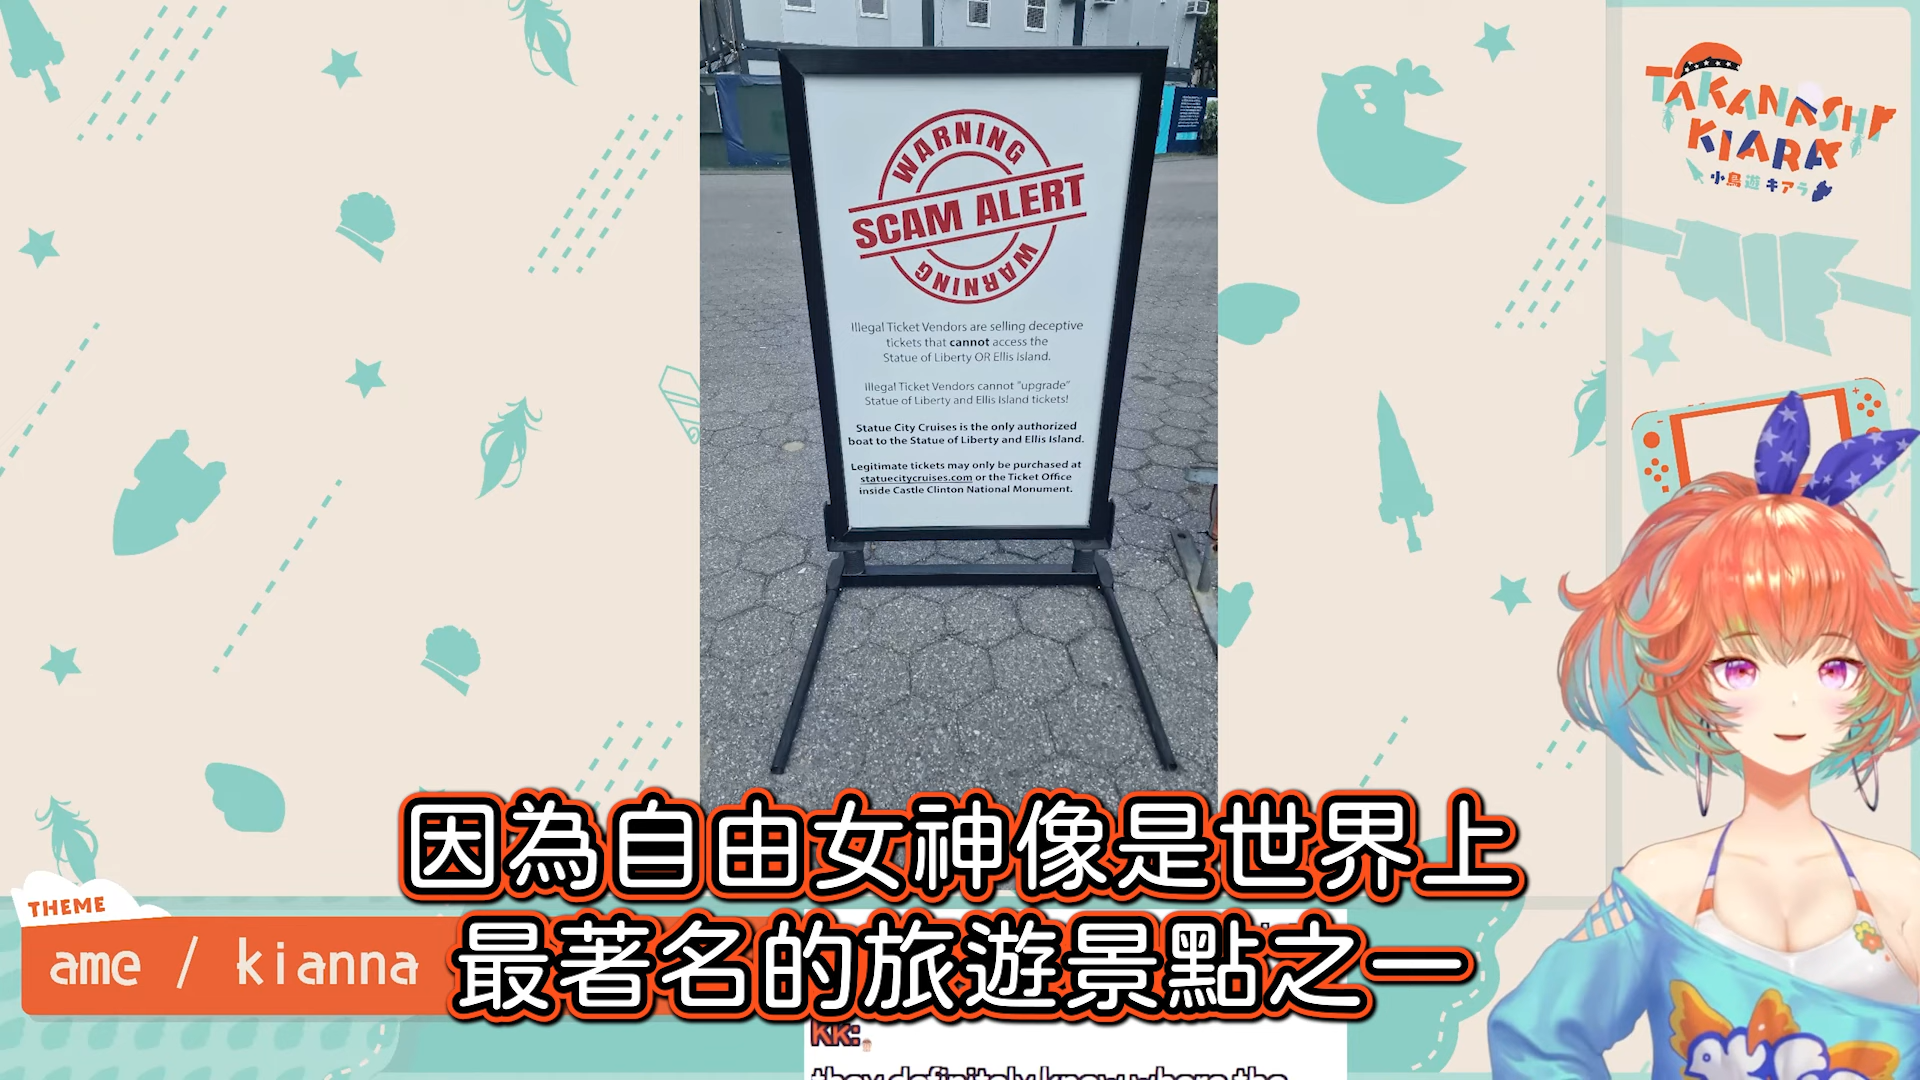 WARNING
SCAM ALERT
WARNING
Illegal Ticket Vendors are selling deceptive
tickets that cannot access the
Statue of Liberty OR Ellis Island.
Illegal Ticket Vendors cannot "upgrade"
Statue of Liberty and Ellis Island tickets!
Statue City Cruises is the only authorized
boat to the Statue of Liberty and Ellis Island.
Legitimate tickets may only be purchased at
statuecitycruises.com or the Ticket Office
inside Castle Clinton National Monument.
TAKANASHI
KIARA
小鳥遊キアラ
因為自由女神像是世界上
最著名的旅遊景點之一
THEME
ame / kianna
KK:
they definitely know where the